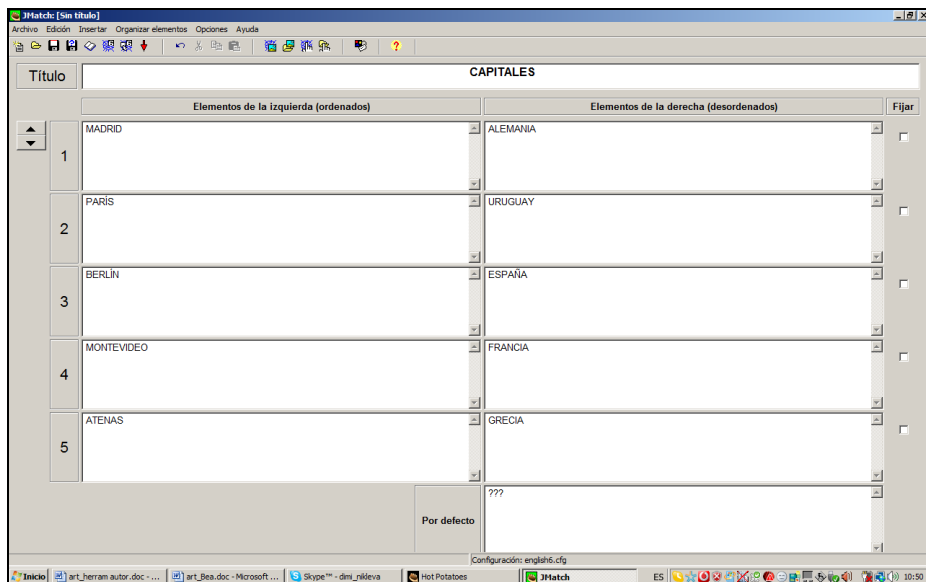 JMatch: [Sin título]
Archivo Edición Insertar Organizar elementos Opciones Ayuda
Título
CAPITALES
Elementos de la izquierda (ordenados)
Elementos de la derecha (desordenados)
Fijar
1
MADRID
ALEMANIA
2
PARÍS
URUGUAY
3
BERLÍN
ESPAÑA
4
MONTEVIDEO
FRANCIA
5
ATENAS
GRECIA
Por defecto
???
Configuración: english6.cfg
Inicio
art_herram autor.doc - ...
art_Bea.doc - Microsoft ...
Skype™ - dimi_nikleva
Hot Potatoes
JMatch
ES
10:50